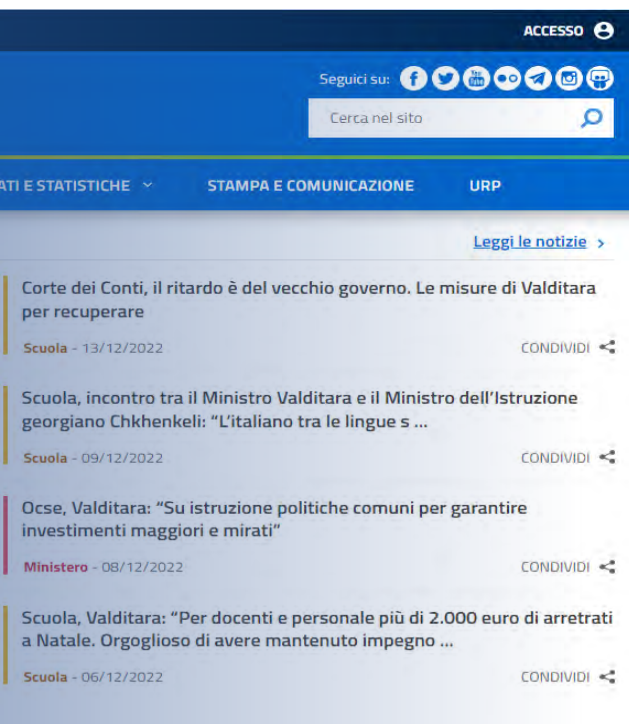 ACCESSO
Seguici su:
Cerca nel sito
ATI E STATISTICHE
STAMPA E COMUNICAZIONE
URP
Leggi le notizie
Corte dei Conti, il ritardo è del vecchio governo. Le misure di Valditara
per recuperare
Scuola - 13/12/2022
CONDIVIDI
Scuola, incontro tra il Ministro Valditara e il Ministro dell'Istruzione
georgiano Chkhenkeli: “L'italiano tra le lingue s ...
Scuola - 09/12/2022
CONDIVIDI
Ocse, Valditara: “Su istruzione politiche comuni per garantire
investimenti maggiori e mirati”
Ministero - 08/12/2022
CONDIVIDI
Scuola, Valditara: “Per docenti e personale più di 2.000 euro di arretrati
a Natale. Orgoglioso di avere mantenuto impegno ...
Scuola - 06/12/2022
CONDIVIDI